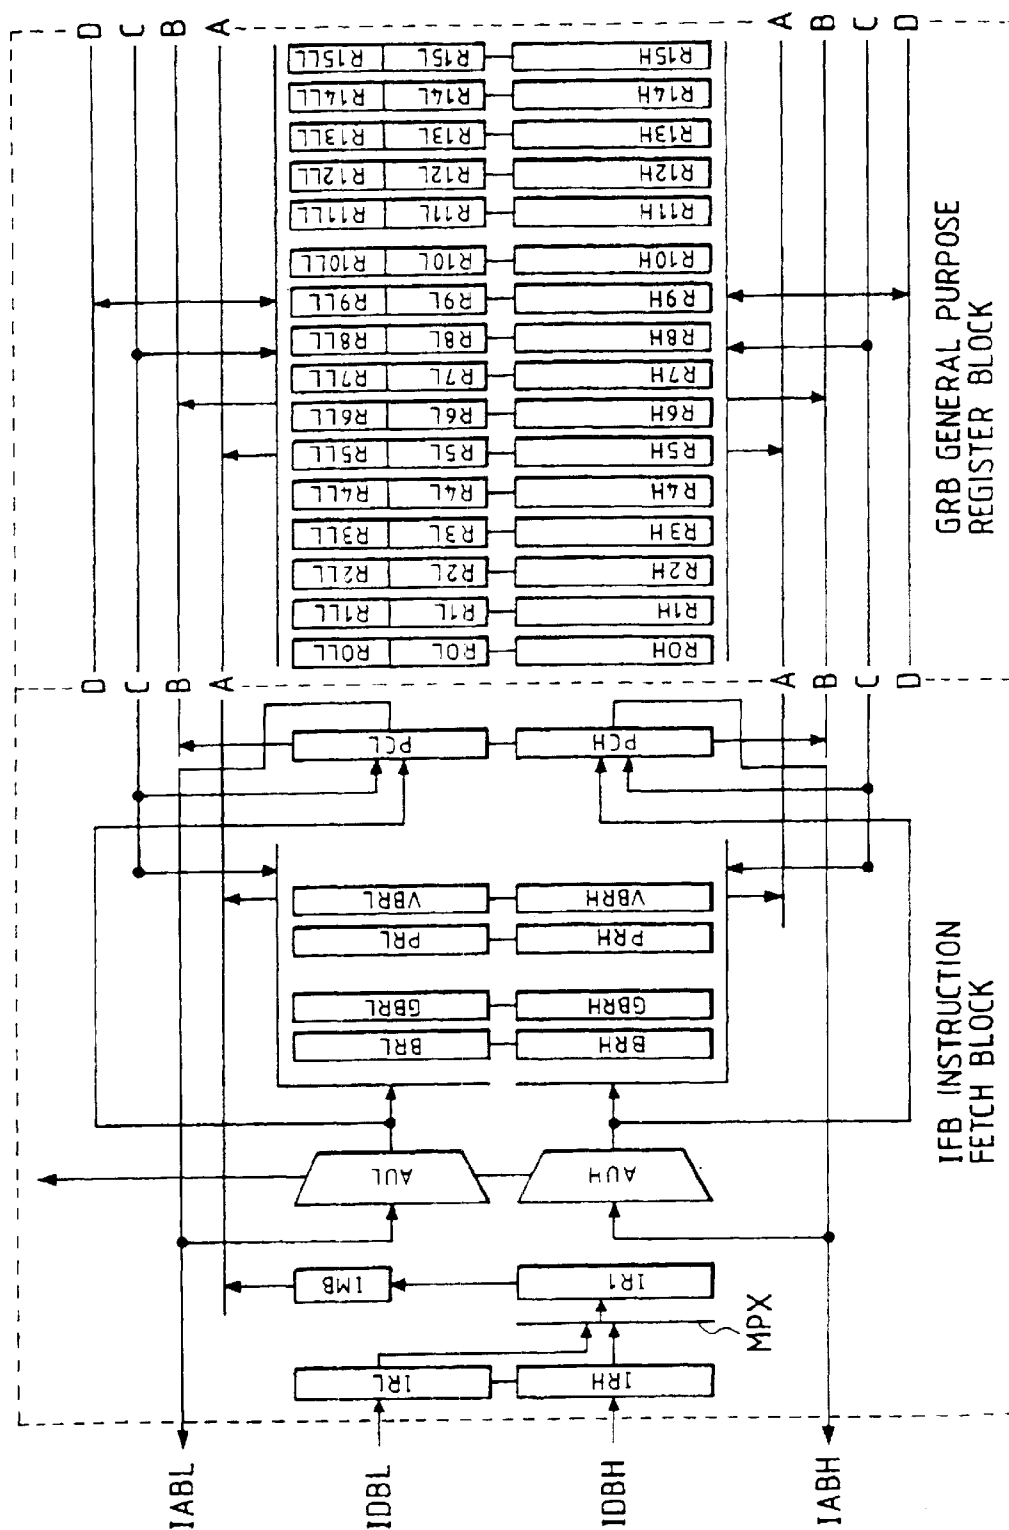 IABL
IDBL
IDBH
IABH
IRL
IRH
MPX
IMB
IR1
AUL
AUH
BRL
BRH
GBRL
GBRH
PRL
PRH
VBRL
VBRH
PCL
PCH
D
C
B
A
A
B
C
D
R0LL R0L R0H
R1LL R1L R1H
R2LL R2L R2H
R3LL R3L R3H
R4LL R4L R4H
R5LL R5L R5H
R6LL R6L R6H
R7LL R7L R7H
R8LL R8L R8H
R9LL R9L R9H
R10LL R10L R10H
R11LL R11L R11H
R12LL R12L R12H
R13LL R13L R13H
R14LL R14L R14H
R15LL R15L R15H
D
C
B
A
A
B
C
D
IFB INSTRUCTION
FETCH BLOCK
GRB GENERAL PURPOSE
REGISTER BLOCK